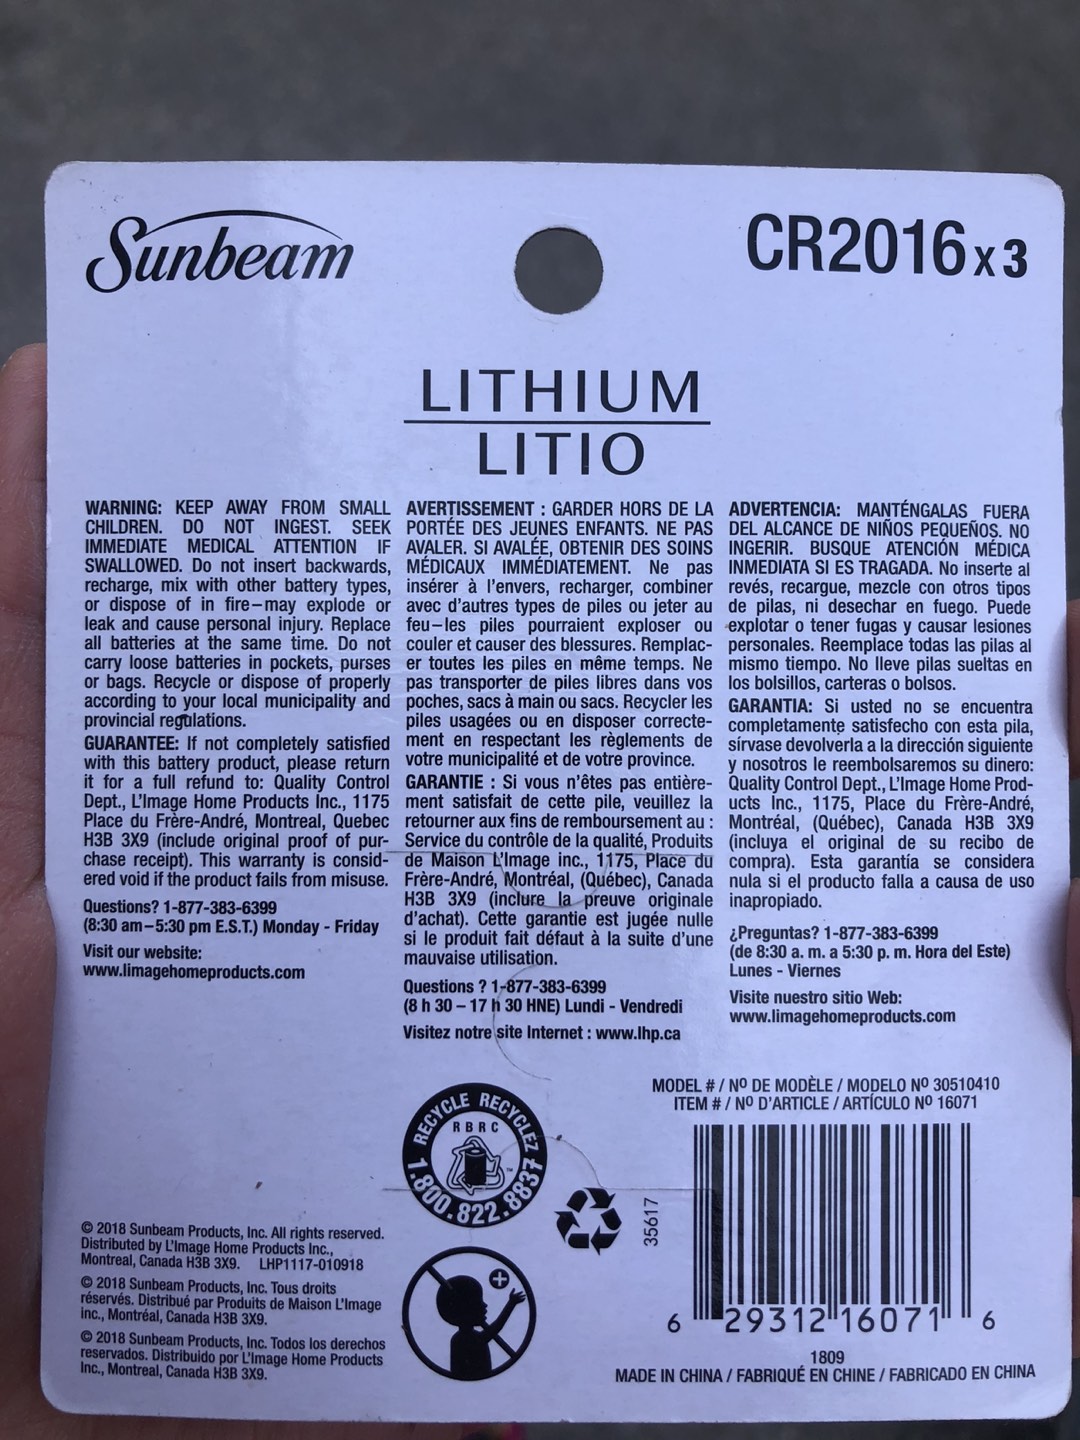 Sunbeam
CR2016 x 3
LITHIUM
LITIO
WARNING: KEEP AWAY FROM SMALL
CHILDREN. DO NOT INGEST. SEEK
IMMEDIATE MEDICAL ATTENTION IF
SWALLOWED. Do not insert backwards,
recharge, mix with other battery types,
or dispose of in fire–may explode or
leak and cause personal injury. Replace
all batteries at the same time. Do not
carry loose batteries in pockets, purses
or bags. Recycle or dispose of properly
according to your local municipality and
provincial regulations.
GUARANTEE: If not completely satisfied
with this battery product, please return
it for a full refund to: Quality Control
Dept., L'Image Home Products Inc., 1175
Place du Frère-André, Montreal, Quebec
H3B 3X9 (include original proof of pur-
chase receipt). This warranty is consid-
ered void if the product fails from misuse.
Questions? 1-877-383-6399
(8:30 am–5:30 pm E.S.T.) Monday - Friday
Visit our website:
www.limagehomeproducts.com
AVERTISSEMENT : GARDER HORS DE LA
PORTÉE DES JEUNES ENFANTS. NE PAS
AVALER. SI AVALÉE, OBTENIR DES SOINS
MÉDICAUX IMMÉDIATEMENT. Ne pas
insérer à l'envers, recharger, combiner
avec d'autres types de piles ou jeter au
feu–les piles pourraient exploser ou
couler et causer des blessures. Remplac-
er toutes les piles en même temps. Ne
pas transporter de piles libres dans vos
poches, sacs à main ou sacs. Recycler les
piles usagées ou en disposer correcte-
ment en respectant les règlements de
votre municipalité et de votre province.
GARANTIE : Si vous n'êtes pas entière-
ment satisfait de cette pile, veuillez la
retourner aux fins de remboursement au :
Service du contrôle de la qualité, Produits
de Maison L'Image inc., 1175, Place du
Frère-André, Montréal, (Québec), Canada
H3B 3X9 (inclure la preuve originale
d'achat). Cette garantie est jugée nulle
si le produit fait défaut à la suite d'une
mauvaise utilisation.
Questions ? 1-877-383-6399
(8 h 30 – 17 h 30 HNE) Lundi - Vendredi
Visitez notre site Internet : www.lhp.ca
ADVERTENCIA: MANTÉNGALAS FUERA
DEL ALCANCE DE NIÑOS PEQUEÑOS. NO
INGERIR. BUSQUE ATENCIÓN MÉDICA
INMEDIATA SI ES TRAGADA. No inserte al
revés, recargue, mezcle con otros tipos
de pilas, ni desechar en fuego. Puede
explotar o tener fugas y causar lesiones
personales. Reemplace todas las pilas al
mismo tiempo. No lleve pilas sueltas en
los bolsillos, carteras o bolsos.
GARANTIA: Si usted no se encuentra
completamente satisfecho con esta pila,
sírvase devolverla a la dirección siguiente
y nosotros le reembolsaremos su dinero:
Quality Control Dept., L'Image Home Prod-
ucts Inc., 1175, Place du Frère-André,
Montréal, (Québec), Canada H3B 3X9
(incluya el original de su recibo de
compra). Esta garantía se considera
nula si el producto falla a causa de uso
inapropiado.
¿Preguntas? 1-877-383-6399
(de 8:30 a. m. a 5:30 p. m. Hora del Este)
Lunes - Viernes
Visite nuestro sitio Web:
www.limagehomeproducts.com
MODEL # / Nº DE MODÈLE / MODELO Nº 30510410
ITEM # / Nº D'ARTICLE / ARTÍCULO Nº 16071
RECYCLE RECYCLEZ
RBRC
TM
1.800.822.8837
35617
6 29312 16071 6
1809
MADE IN CHINA / FABRIQUÉ EN CHINE / FABRICADO EN CHINA
© 2018 Sunbeam Products, Inc. All rights reserved.
Distributed by L'Image Home Products Inc.,
Montreal, Canada H3B 3X9. LHP1117-010918
© 2018 Sunbeam Products, Inc. Tous droits
réservés. Distribué par Produits de Maison L'Image
inc., Montréal, Canada H3B 3X9.
© 2018 Sunbeam Products, Inc. Todos los derechos
reservados. Distribuido por L'Image Home Products
Inc., Montreal, Canada H3B 3X9.